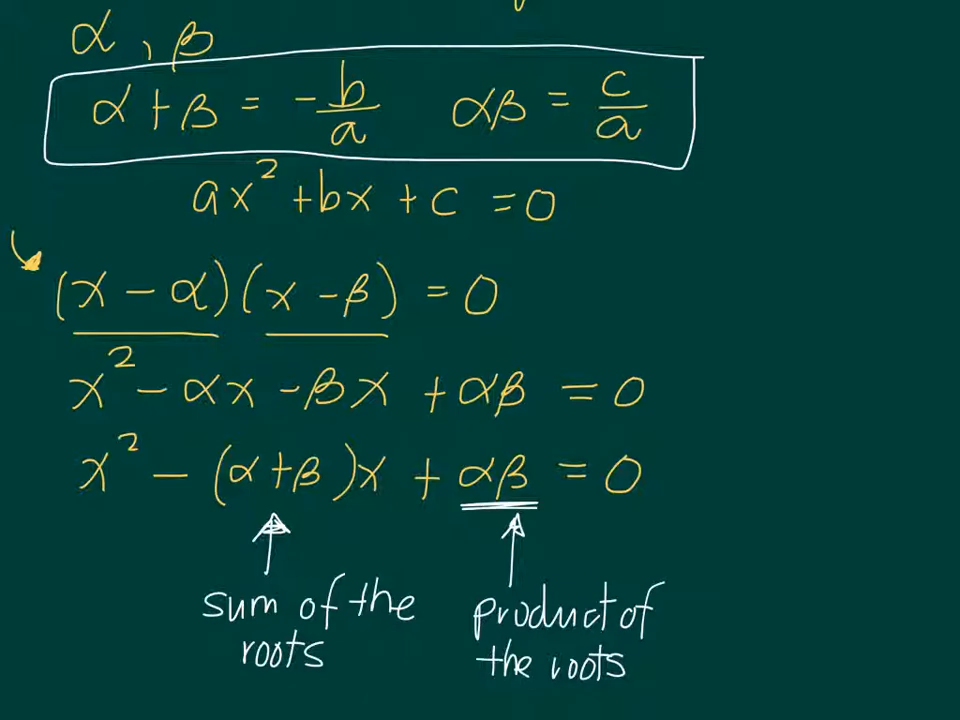 α , β
α + β = -b/a αβ = c/a
ax² + bx + c = 0
(x - α)(x - β) = 0
x² - αx - βx + αβ = 0
x² - (α+β)x + αβ = 0
sum of the roots
product of the roots